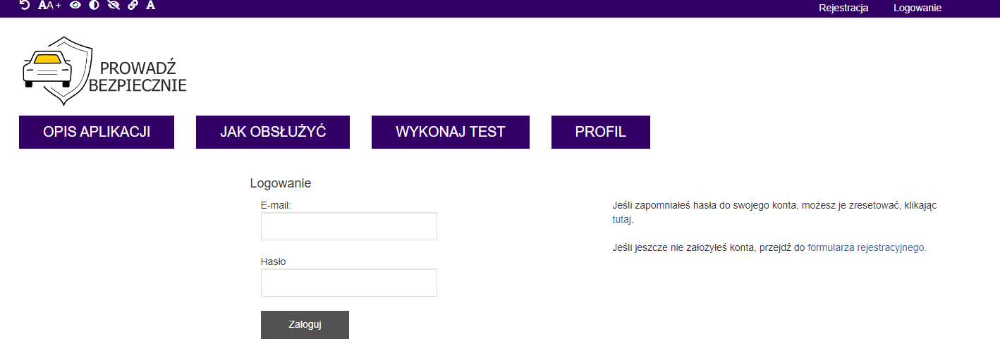 AA+ A Rejestracja Logowanie
PROWADŹ
BEZPIECZNIE
OPIS APLIKACJI JAK OBSŁUŻYĆ WYKONAJ TEST PROFIL
Logowanie
E-mail:
Hasło
Zaloguj
Jeśli zapomniałeś hasła do swojego konta, możesz je zresetować, klikając
tutaj.
Jeśli jeszcze nie założyłeś konta, przejdź do formularza rejestracyjnego.